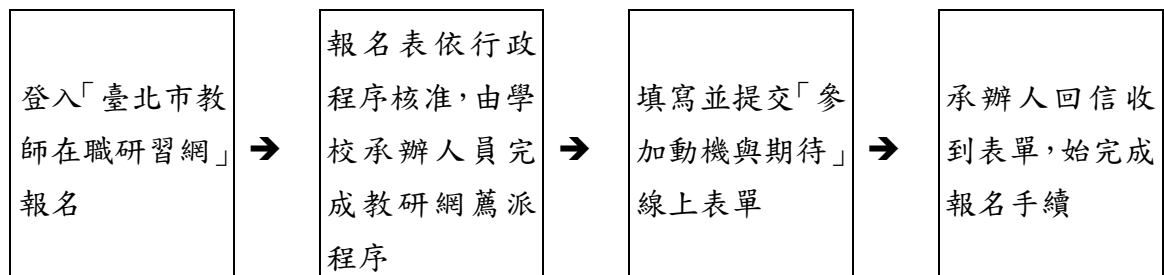 登入「臺北市教
師在職研習網」
報名
➔
報名表依行政
程序核准,由學
校承辦人員完
成教研網薦派
程序
➔
填寫並提交「參
加動機與期待」
線上表單
➔
承辦人回信收
到表單,始完成
報名手續